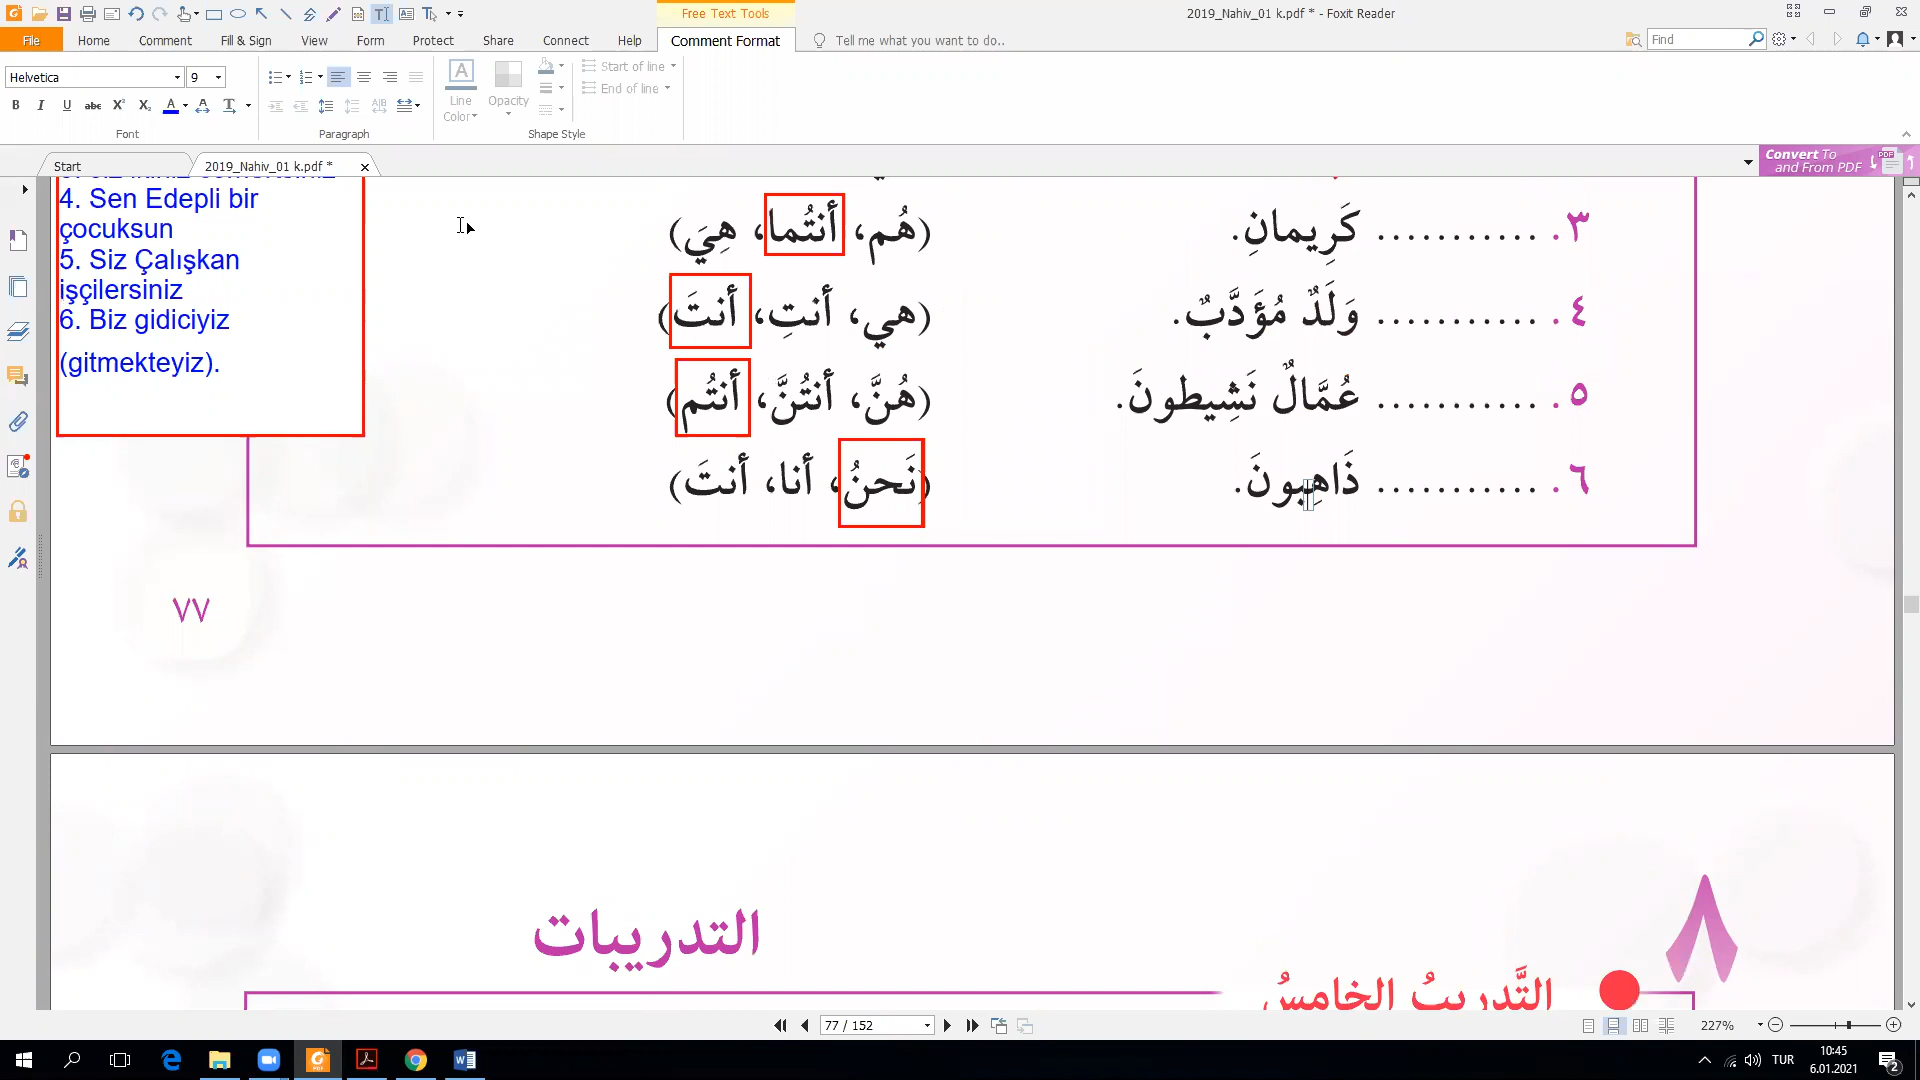 Free Text Tools
2019_Nahiv_01 k.pdf * - Foxit Reader
File Home Comment Fill & Sign View Form Protect Share Connect Help Comment Format Tell me what you want to do.. Find
Helvetica 9 Start of line
Line Color Opacity End of line
B I U abc X² X₂ A
Font Paragraph Shape Style
Start 2019_Nahiv_01 k.pdf * Convert To and From PDF
4. Sen Edepli bir
çocuksun
5. Siz Çalışkan
işçilersiniz
6. Biz gidiciyiz
(gitmekteyiz).
٣. ........... كَرِيمانِ. (هُم، أنتُما، هِيَ)
٤. ........... وَلَدٌ مُؤَدَّبٌ. (هي، أنتِ، أنتَ)
٥. ........... عُمَّالٌ نَشِيطونَ. (هُنَّ، أنتُنَّ، أنتُم)
٦. ........... ذَاهِبونَ. (نَحنُ، أنا، أنتَ)
٧٧
٨
التدريبات
التَّدريبُ الخامسُ
77 / 152 227%
TUR 10:45
6.01.2021 2